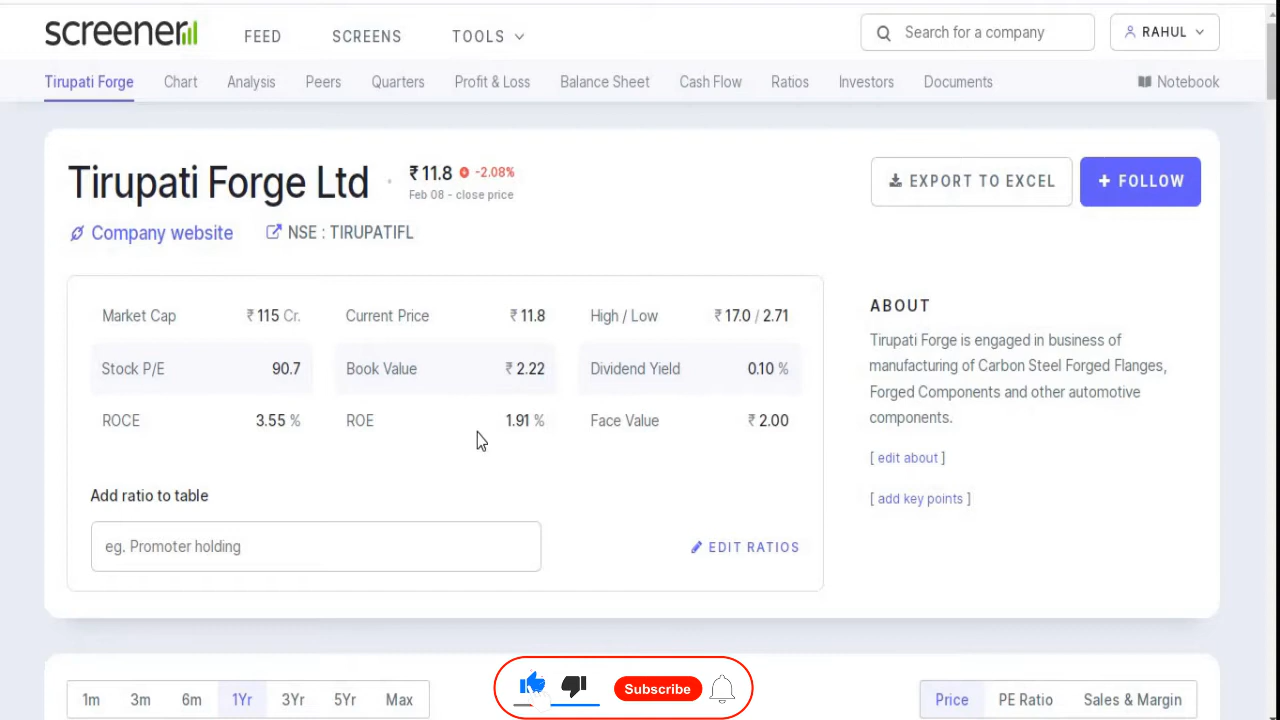 screener FEED SCREENS TOOLS Search for a company RAHUL
Tirupati Forge Chart Analysis Peers Quarters Profit & Loss Balance Sheet Cash Flow Ratios Investors Documents Notebook
Tirupati Forge Ltd · ₹ 11.8 -2.08%
Feb 08 - close price
EXPORT TO EXCEL + FOLLOW
Company website NSE : TIRUPATIFL
Market Cap ₹ 115 Cr. Current Price ₹ 11.8 High / Low ₹ 17.0 / 2.71
Stock P/E 90.7 Book Value ₹ 2.22 Dividend Yield 0.10 %
ROCE 3.55 % ROE 1.91 % Face Value ₹ 2.00
Add ratio to table
eg. Promoter holding EDIT RATIOS
ABOUT
Tirupati Forge is engaged in business of
manufacturing of Carbon Steel Forged Flanges,
Forged Components and other automotive
components.
[ edit about ]
[ add key points ]
1m 3m 6m 1Yr 3Yr 5Yr Max Subscribe Price PE Ratio Sales & Margin